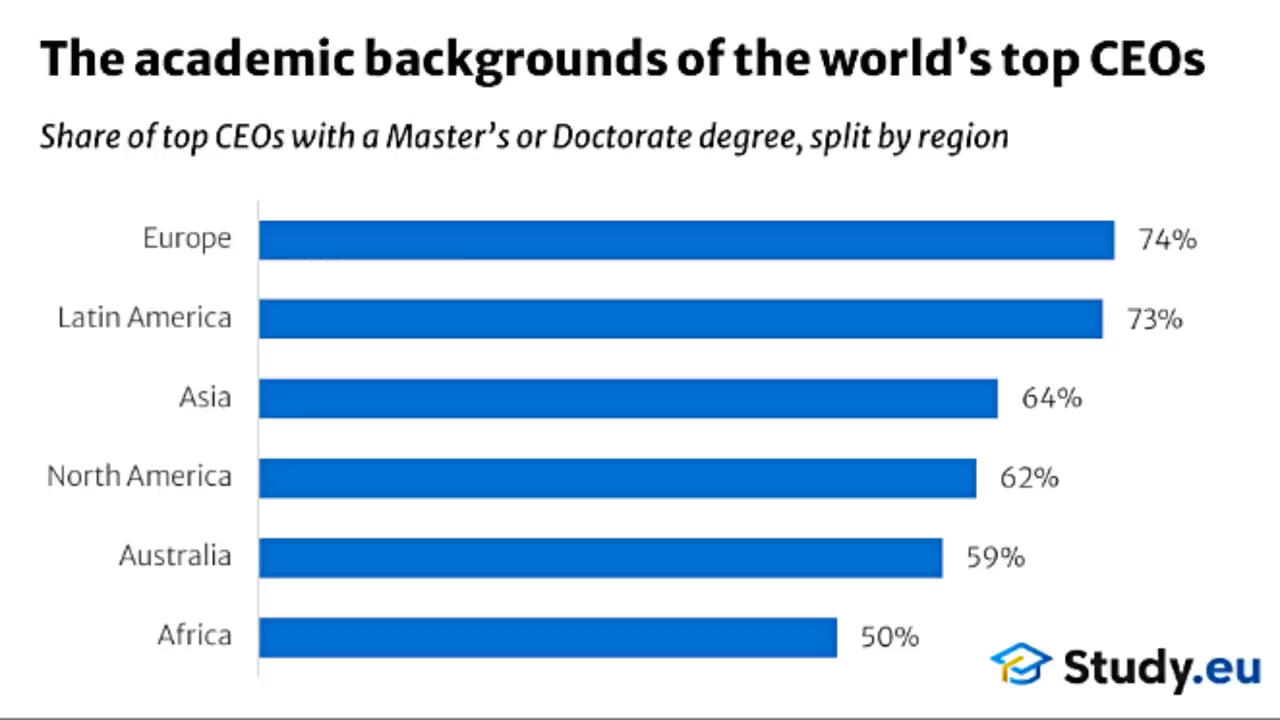 The academic backgrounds of the world's top CEOs
Share of top CEOs with a Master's or Doctorate degree, split by region
Europe 74%
Latin America 73%
Asia 64%
North America 62%
Australia 59%
Africa 50%
Study.eu